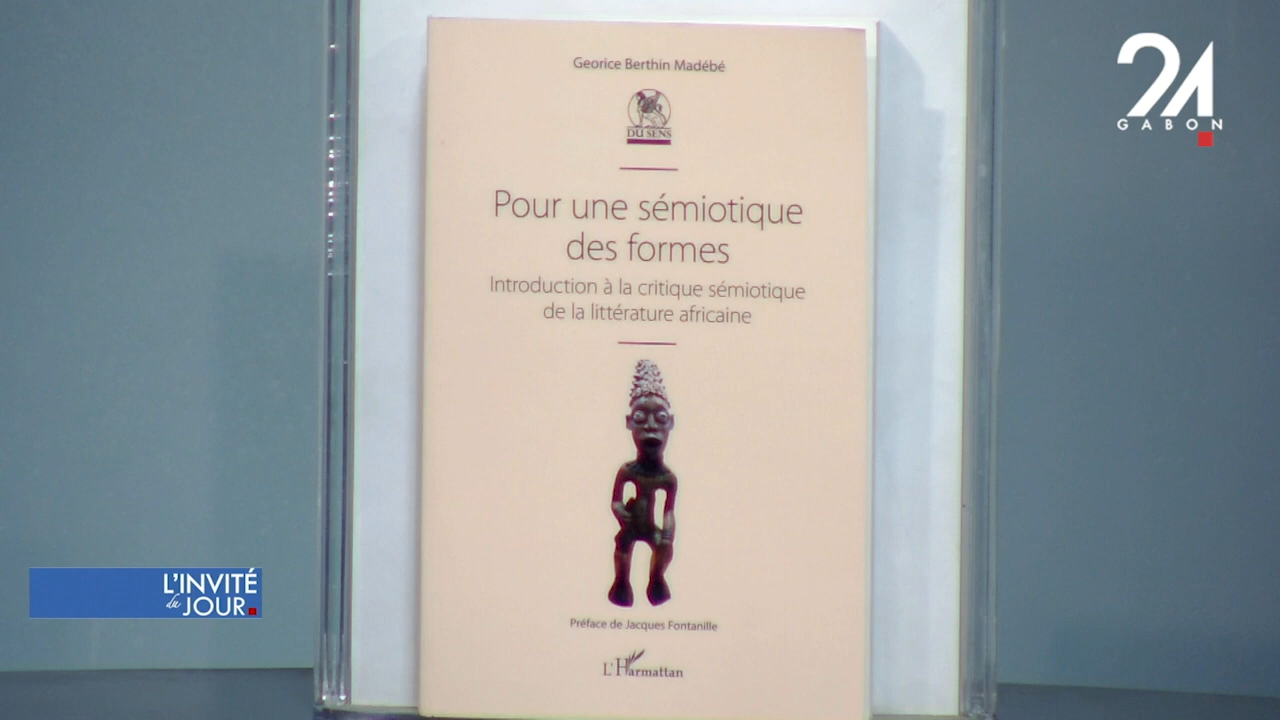 Georice Berthin Madébé
DU SENS
Pour une sémiotique
des formes
Introduction à la critique sémiotique
de la littérature africaine
Préface de Jacques Fontanille
L'Harmattan
24
GABON
L'INVITÉ
du JOUR.